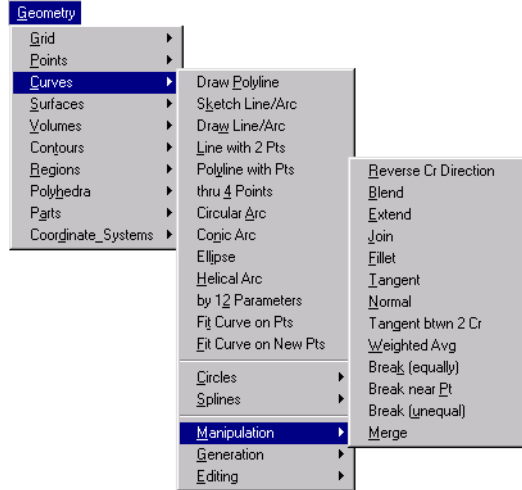 Geometry
Grid
Points
Curves
Surfaces
Volumes
Contours
Regions
Polyhedra
Parts
Coordinate_Systems
Draw Polyline
Sketch Line/Arc
Draw Line/Arc
Line with 2 Pts
Polyline with Pts
thru 4 Points
Circular Arc
Conic Arc
Ellipse
Helical Arc
by 12 Parameters
Fit Curve on Pts
Fit Curve on New Pts
Circles
Splines
Manipulation
Generation
Editing
Reverse Cr Direction
Blend
Extend
Join
Fillet
Tangent
Normal
Tangent btwn 2 Cr
Weighted Avg
Break (equally)
Break near Pt
Break (unequal)
Merge